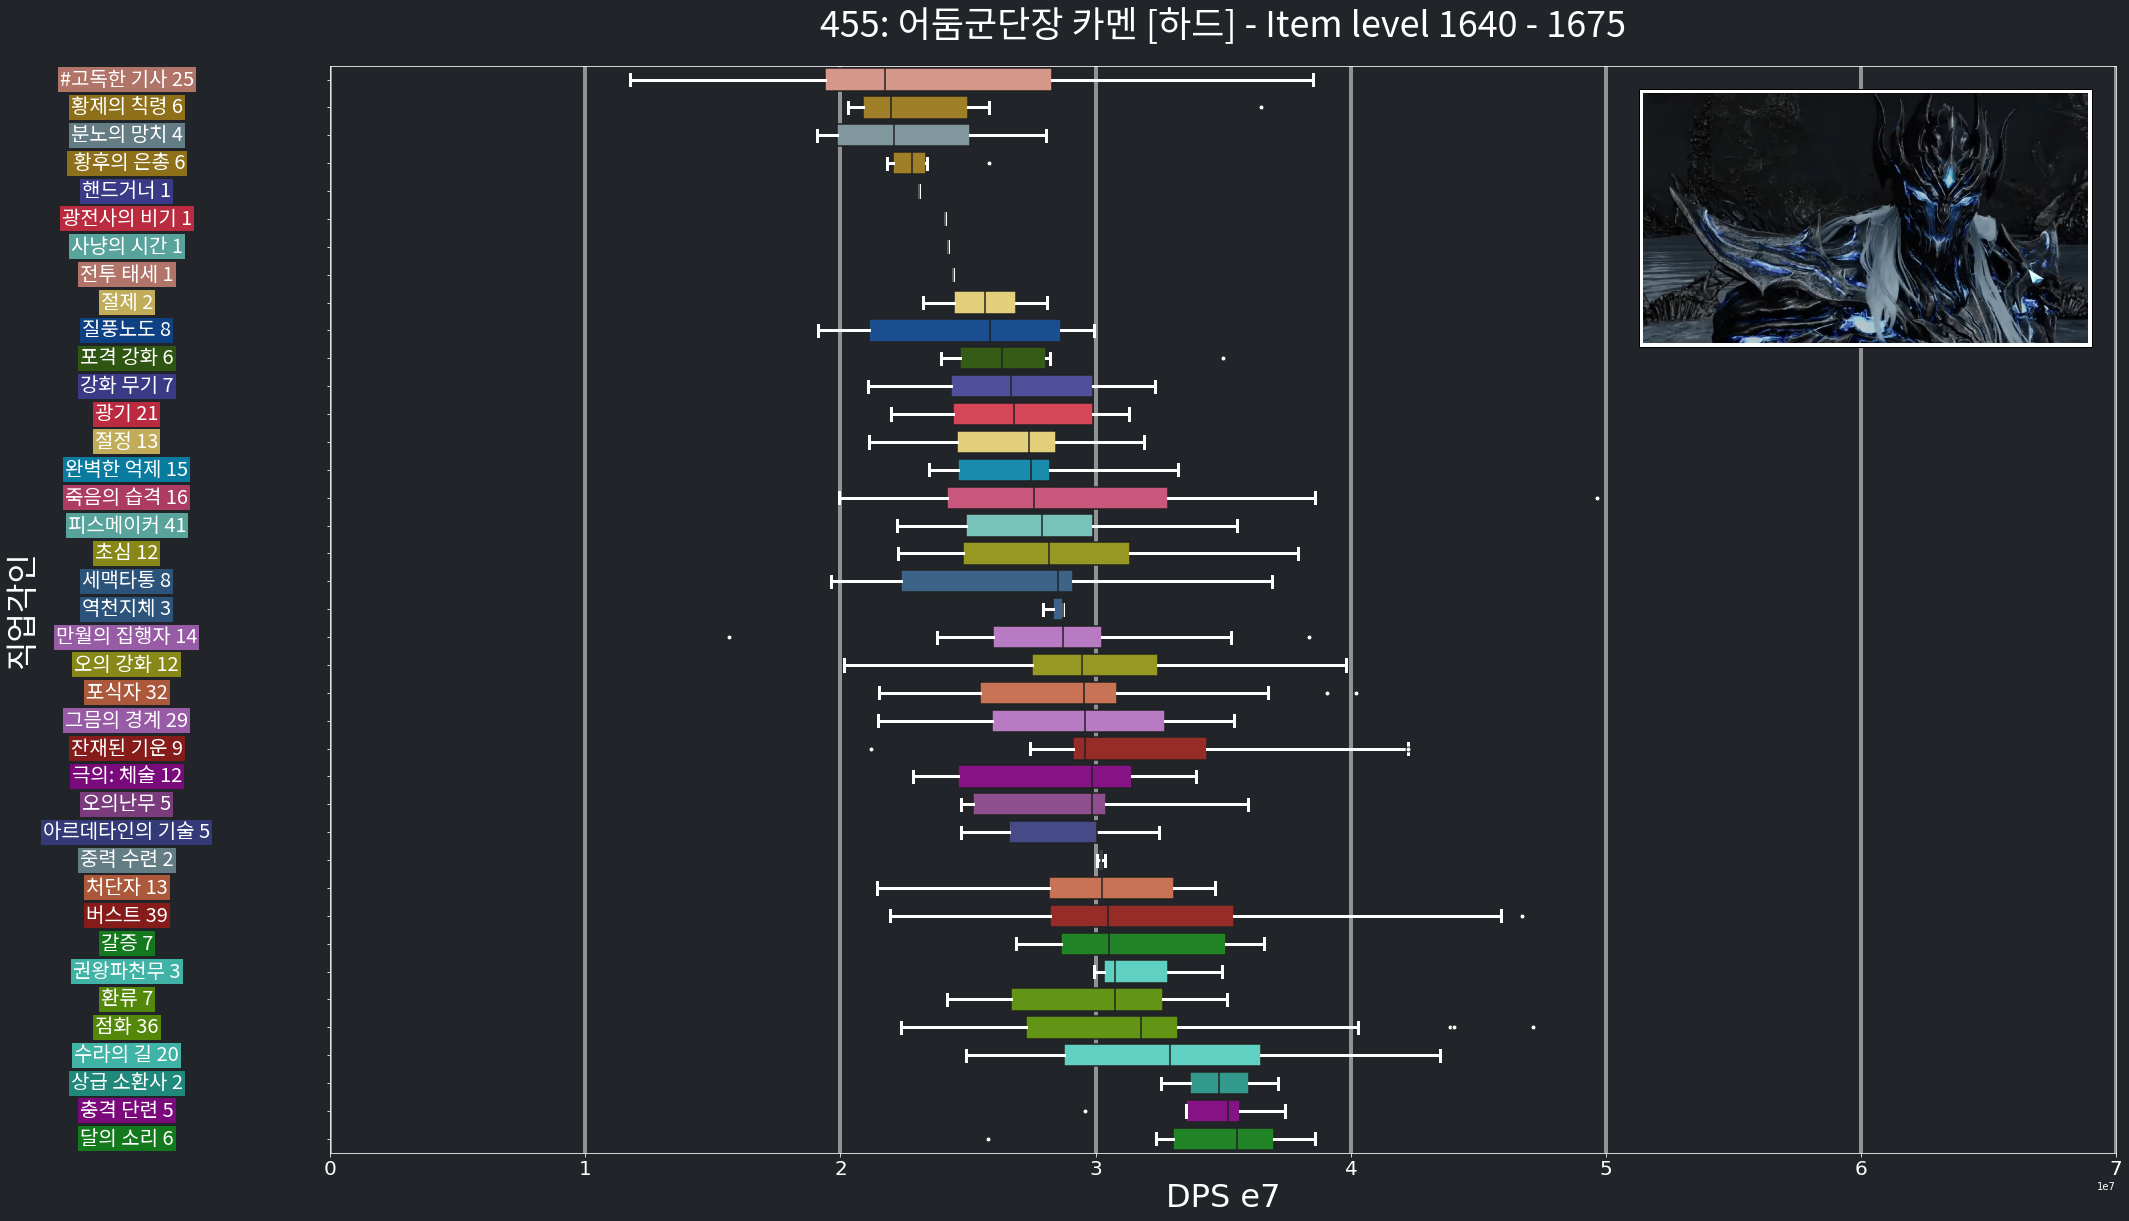 455: 어둠군단장 카멘 [하드] - Item level 1640 - 1675
#고독한 기사 25
황제의 칙령 6
분노의 망치 4
황후의 은총 6
핸드거너 1
광전사의 비기 1
사냥의 시간 1
전투 태세 1
절제 2
질풍노도 8
포격 강화 6
강화 무기 7
광기 21
절정 13
완벽한 억제 15
죽음의 습격 16
피스메이커 41
초심 12
세맥타통 8
역천지체 3
만월의 집행자 14
오의 강화 12
포식자 32
그믐의 경계 29
잔재된 기운 9
극의: 체술 12
오의난무 5
아르데타인의 기술 5
중력 수련 2
처단자 13
버스트 39
갈증 7
권왕파천무 3
환류 7
점화 36
수라의 길 20
상급 소환사 2
충격 단련 5
달의 소리 6
직업각인
0 1 2 3 4 5 6 7
1e7
DPS e7